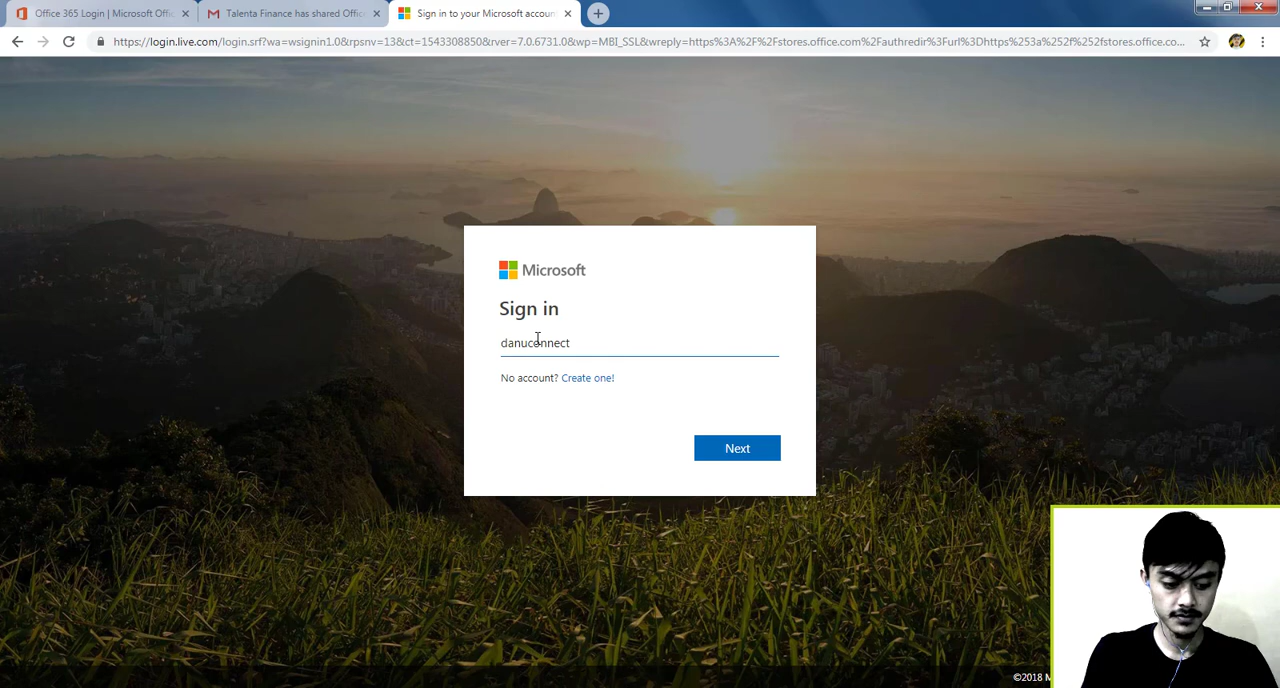 Office 365 Login | Microsoft Offic
Talenta Finance has shared Offic
Sign in to your Microsoft account
https://login.live.com/login.srf?wa=wsignin1.0&rpsnv=13&ct=1543308850&rver=7.0.6731.0&wp=MBI_SSL&wreply=https%3A%2F%2Fstores.office.com%2Fauthredir%3Furl%3Dhttps%253a%252f%252fstores.office.co...
Microsoft
Sign in
danuconnect
No account? Create one!
Next
©2018 M